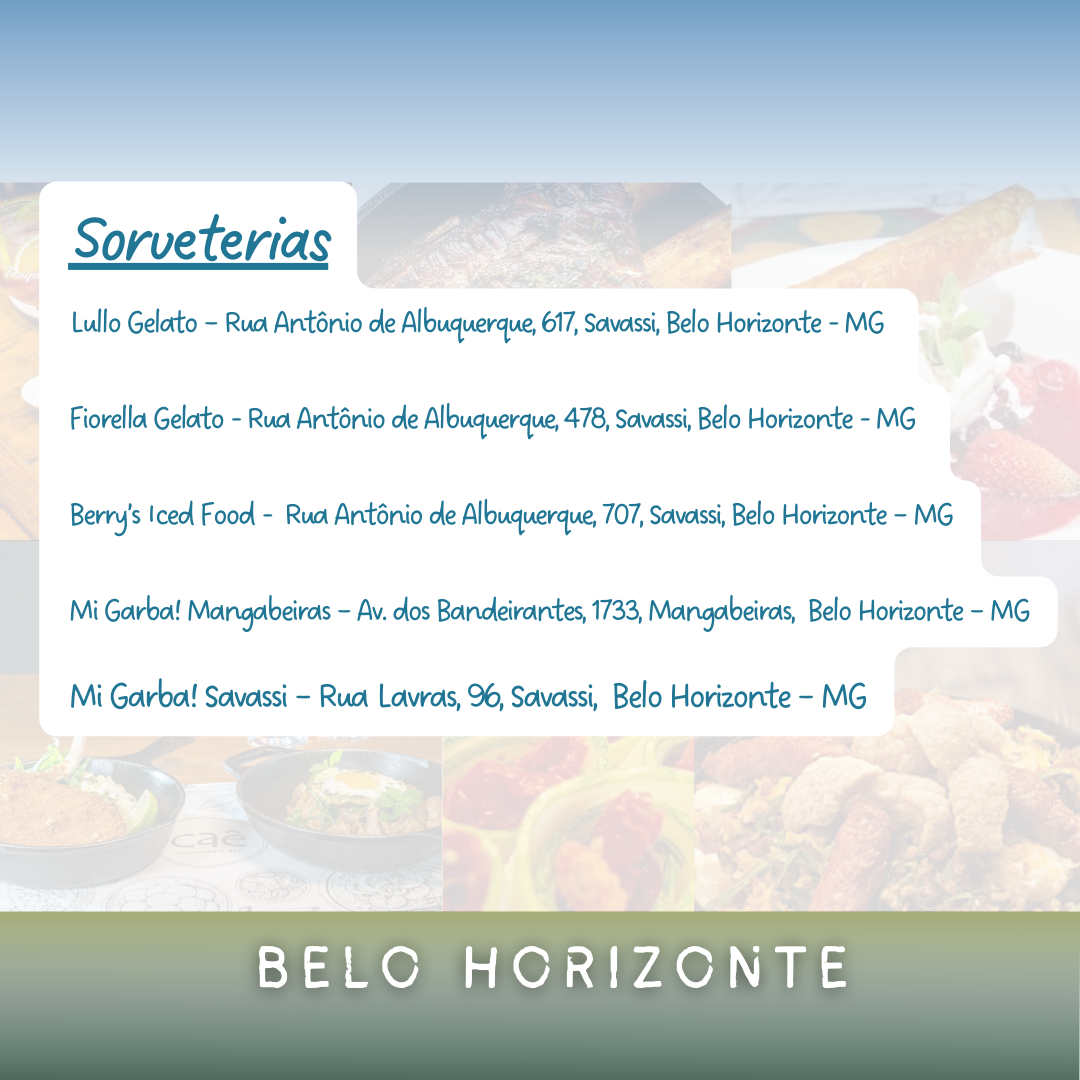 Sorveterias
Lullo Gelato – Rua Antônio de Albuquerque, 617, Savassi, Belo Horizonte - MG
Fiorella Gelato - Rua Antônio de Albuquerque, 478, Savassi, Belo Horizonte - MG
Berry's Iced Food - Rua Antônio de Albuquerque, 707, Savassi, Belo Horizonte – MG
Mi Garba! Mangabeiras – Av. dos Bandeirantes, 1733, Mangabeiras, Belo Horizonte – MG
Mi Garba! Savassi – Rua Lavras, 96, Savassi, Belo Horizonte – MG
caê
BELO HORIZONTE